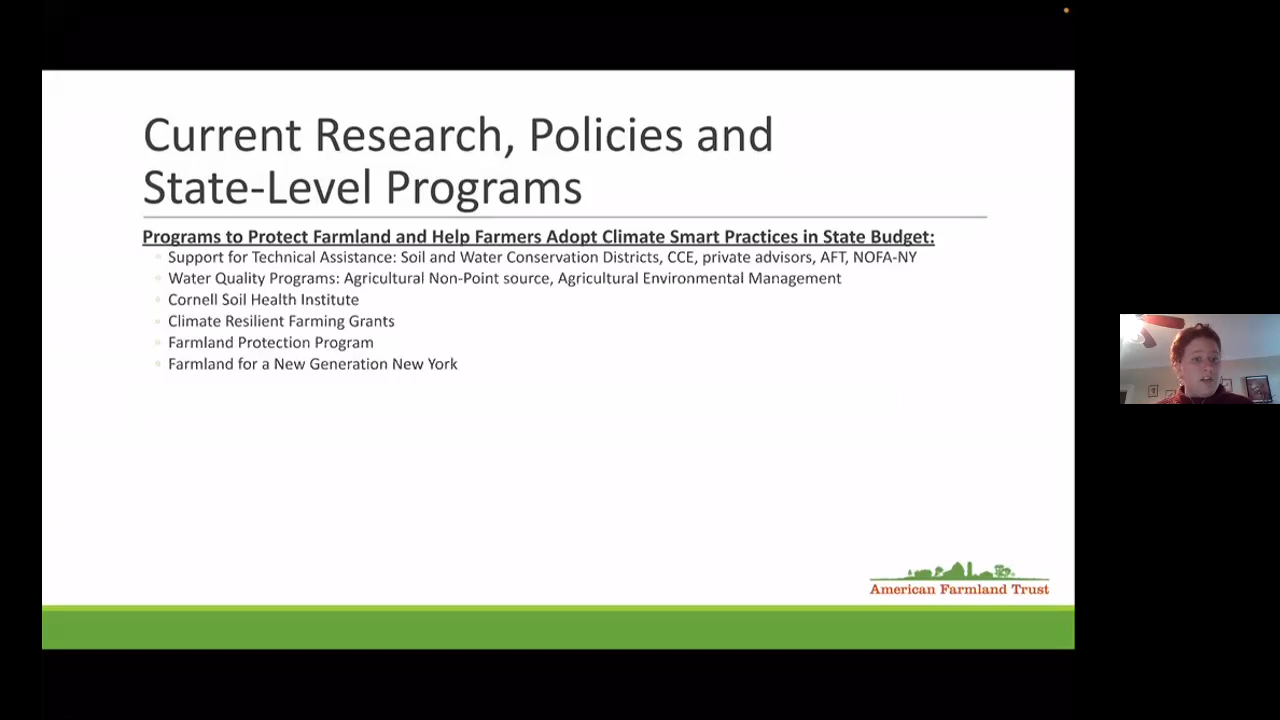 Current Research, Policies and
State-Level Programs
Programs to Protect Farmland and Help Farmers Adopt Climate Smart Practices in State Budget:
Support for Technical Assistance: Soil and Water Conservation Districts, CCE, private advisors, AFT, NOFA-NY
Water Quality Programs: Agricultural Non-Point source, Agricultural Environmental Management
Cornell Soil Health Institute
Climate Resilient Farming Grants
Farmland Protection Program
Farmland for a New Generation New York
American Farmland Trust